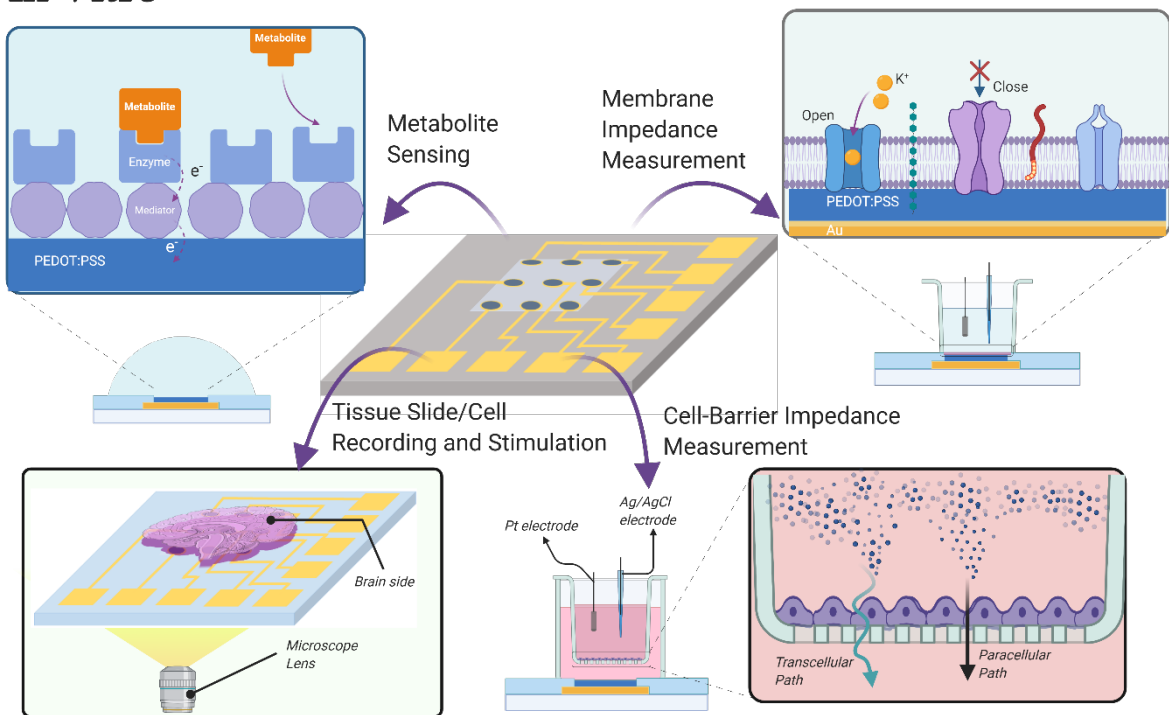 Metabolite
Metabolite
Enzyme
e⁻
Mediator
e⁻
PEDOT:PSS
Metabolite
Sensing
Membrane
Impedance
Measurement
K⁺
Close
Open
PEDOT:PSS
Au
Tissue Slide/Cell
Recording and Stimulation
Cell-Barrier Impedance
Measurement
Brain side
Microscope
Lens
Pt electrode
Ag/AgCl
electrode
Transcellular
Path
Paracellular
Path